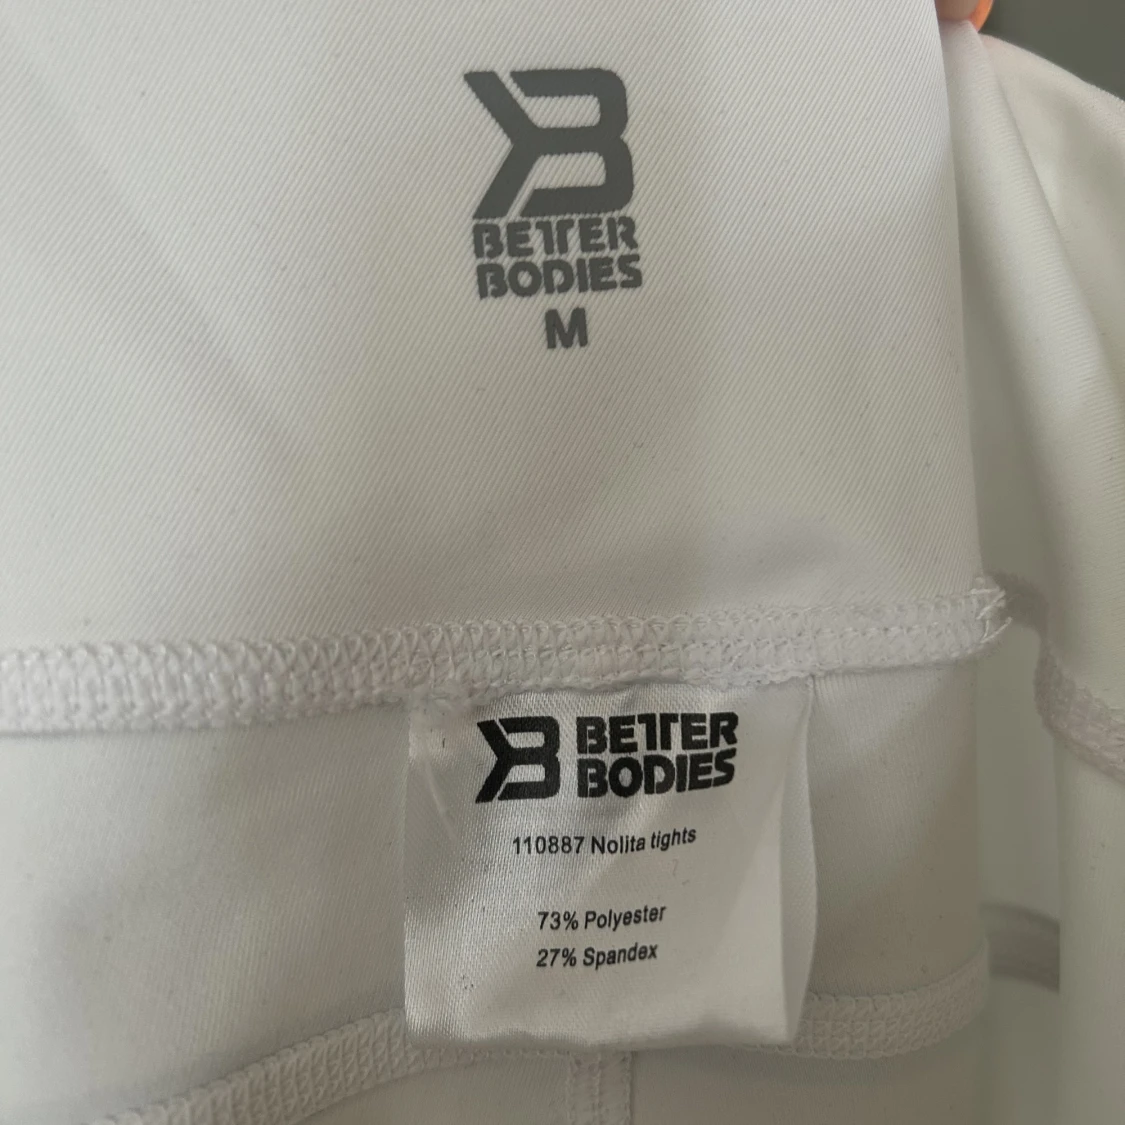 BETTER
BODIES
M
BETTER
BODIES
110887 Nolita tights
73% Polyester
27% Spandex